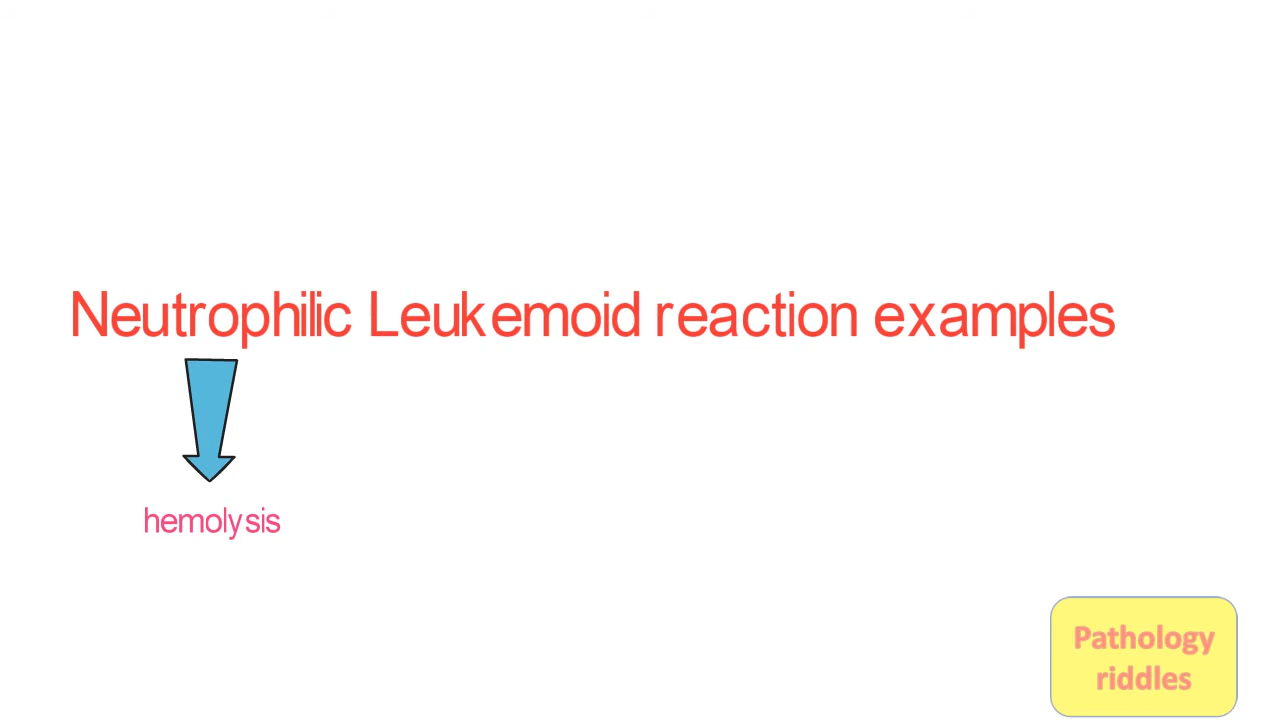 Neutrophilic Leukemoid reaction examples
hemolysis
Pathology
riddles